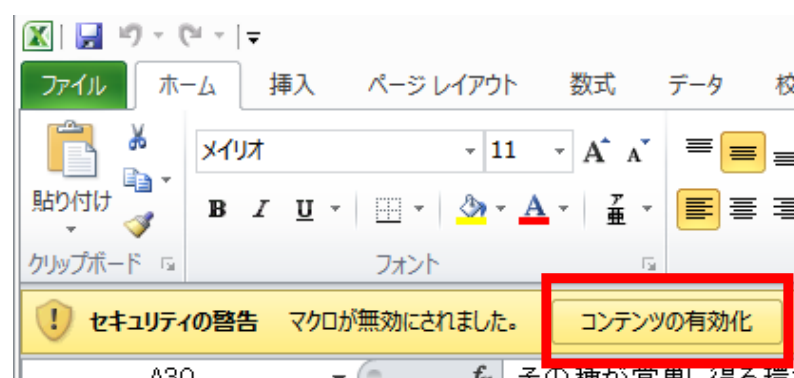 ファイル ホーム 挿入 ページ レイアウト 数式 データ 校
メイリオ 11 A A
貼り付け B I U A ア亜
クリップボード フォント
セキュリティの警告 マクロが無効にされました。 コンテンツの有効化